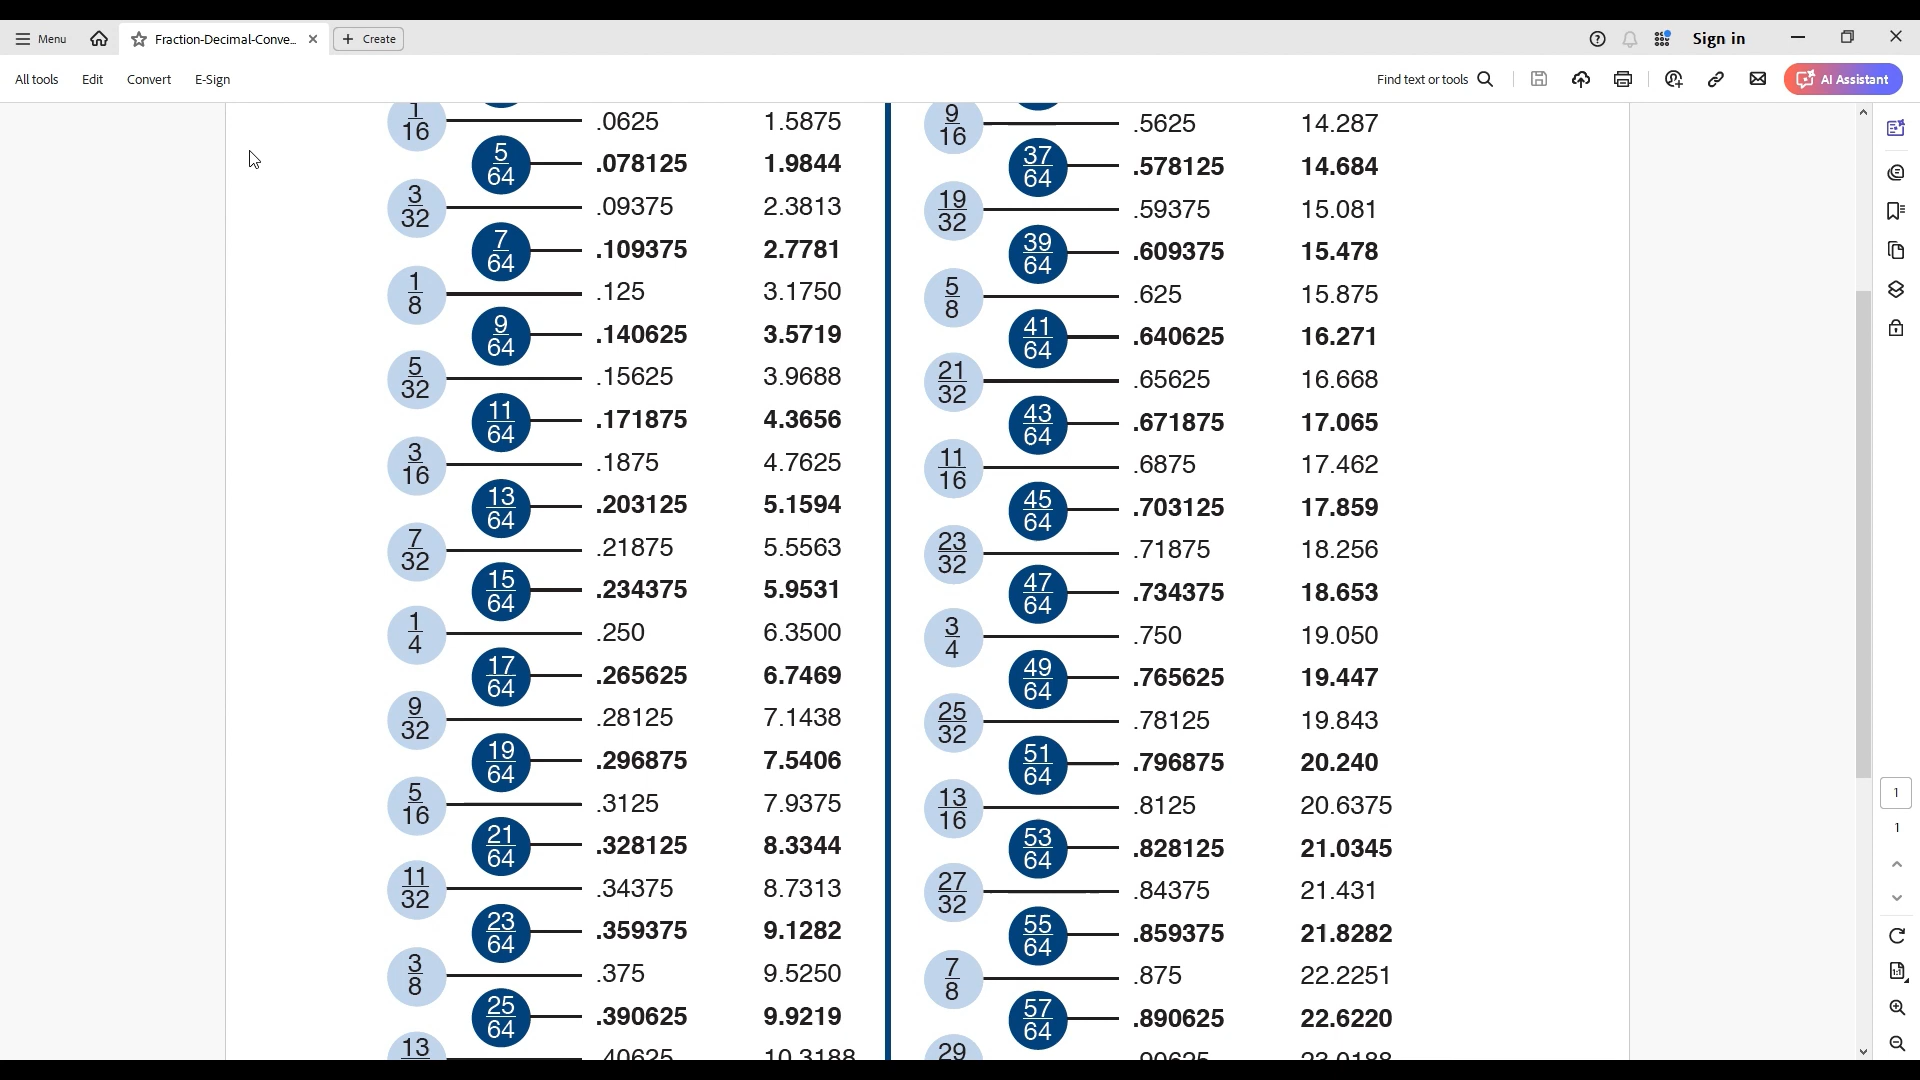 Menu
Fraction-Decimal-Conve...
Create
Sign in
All tools Edit Convert E-Sign
Find text or tools
AI Assistant
1/16 .0625 1.5875
5/64 .078125 1.9844
3/32 .09375 2.3813
7/64 .109375 2.7781
1/8 .125 3.1750
9/64 .140625 3.5719
5/32 .15625 3.9688
11/64 .171875 4.3656
3/16 .1875 4.7625
13/64 .203125 5.1594
7/32 .21875 5.5563
15/64 .234375 5.9531
1/4 .250 6.3500
17/64 .265625 6.7469
9/32 .28125 7.1438
19/64 .296875 7.5406
5/16 .3125 7.9375
21/64 .328125 8.3344
11/32 .34375 8.7313
23/64 .359375 9.1282
3/8 .375 9.5250
25/64 .390625 9.9219
13 .40625 10.3188
9/16 .5625 14.287
37/64 .578125 14.684
19/32 .59375 15.081
39/64 .609375 15.478
5/8 .625 15.875
41/64 .640625 16.271
21/32 .65625 16.668
43/64 .671875 17.065
11/16 .6875 17.462
45/64 .703125 17.859
23/32 .71875 18.256
47/64 .734375 18.653
3/4 .750 19.050
49/64 .765625 19.447
25/32 .78125 19.843
51/64 .796875 20.240
13/16 .8125 20.6375
53/64 .828125 21.0345
27/32 .84375 21.431
55/64 .859375 21.8282
7/8 .875 22.2251
57/64 .890625 22.6220
29 .90625 23.0188
1
1